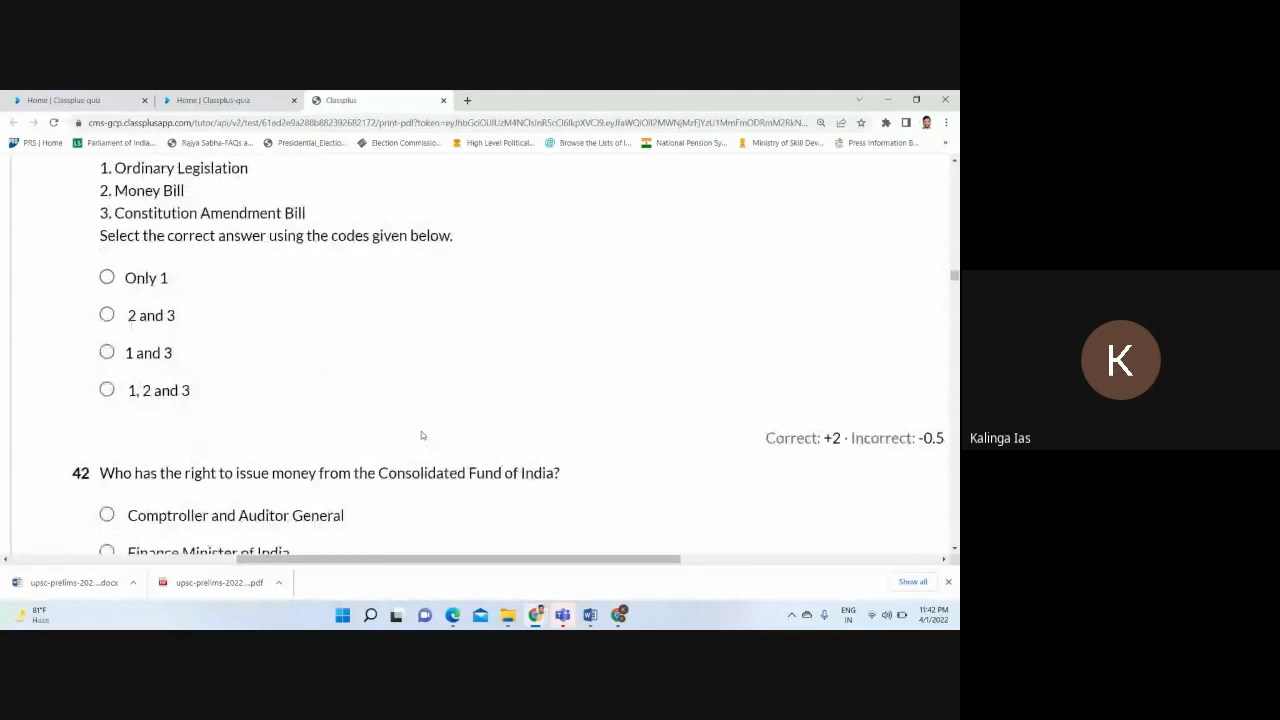 Home | Classplus-quiz
Home | Classplus-quiz
Classplus
PRS | Home
Parliament of India...
Rajya Sabha-FAQs a...
Presidential_Electio...
Election Commissio...
High Level Political...
Browse the Lists of I...
National Pension Sy...
Ministry of Skill Dev...
Press Information B...
1. Ordinary Legislation
2. Money Bill
3. Constitution Amendment Bill
Select the correct answer using the codes given below.
Only 1
2 and 3
1 and 3
1, 2 and 3
Correct: +2 · Incorrect: -0.5
42 Who has the right to issue money from the Consolidated Fund of India?
Comptroller and Auditor General
Finance Minister of India
upsc-prelims-202....docx
upsc-prelims-2022....pdf
Show all
81°F
Haze
ENG
IN
11:42 PM
4/1/2022
K
Kalinga Ias